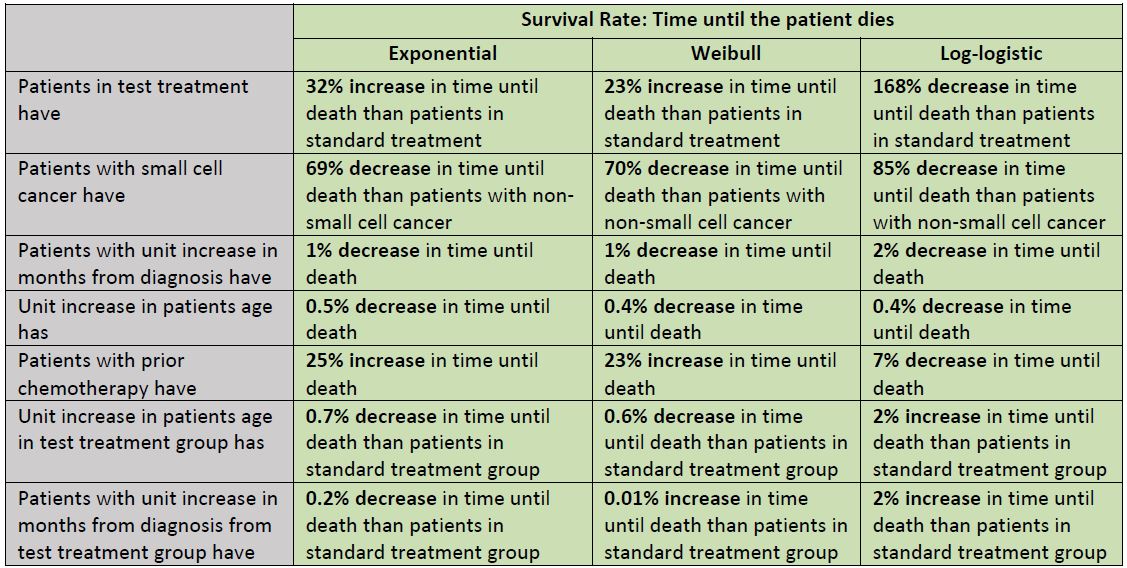 Survival Rate: Time until the patient dies
Exponential
Weibull
Log-logistic
Patients in test treatment
have
32% increase in time until
death than patients in
standard treatment
23% increase in time until
death than patients in
standard treatment
168% decrease in time
until death than patients
in standard treatment
Patients with small cell
cancer have
69% decrease in time until
death than patients with non-
small cell cancer
70% decrease in time until
death than patients with
non-small cell cancer
85% decrease in time
until death than patients
with non-small cell cancer
Patients with unit increase in
months from diagnosis have
1% decrease in time until
death
1% decrease in time until
death
2% decrease in time until
death
Unit increase in patients age
has
0.5% decrease in time until
death
0.4% decrease in time
until death
0.4% decrease in time
until death
Patients with prior
chemotherapy have
25% increase in time until
death
23% increase in time until
death
7% decrease in time until
death
Unit increase in patients age
in test treatment group has
0.7% decrease in time until
death than patients in
standard treatment group
0.6% decrease in time
until death than patients in
standard treatment group
2% increase in time until
death than patients in
standard treatment group
Patients with unit increase in
months from diagnosis from
test treatment group have
0.2% decrease in time until
death than patients in
standard treatment group
0.01% increase in time
until death than patients in
standard treatment group
2% increase in time until
death than patients in
standard treatment group